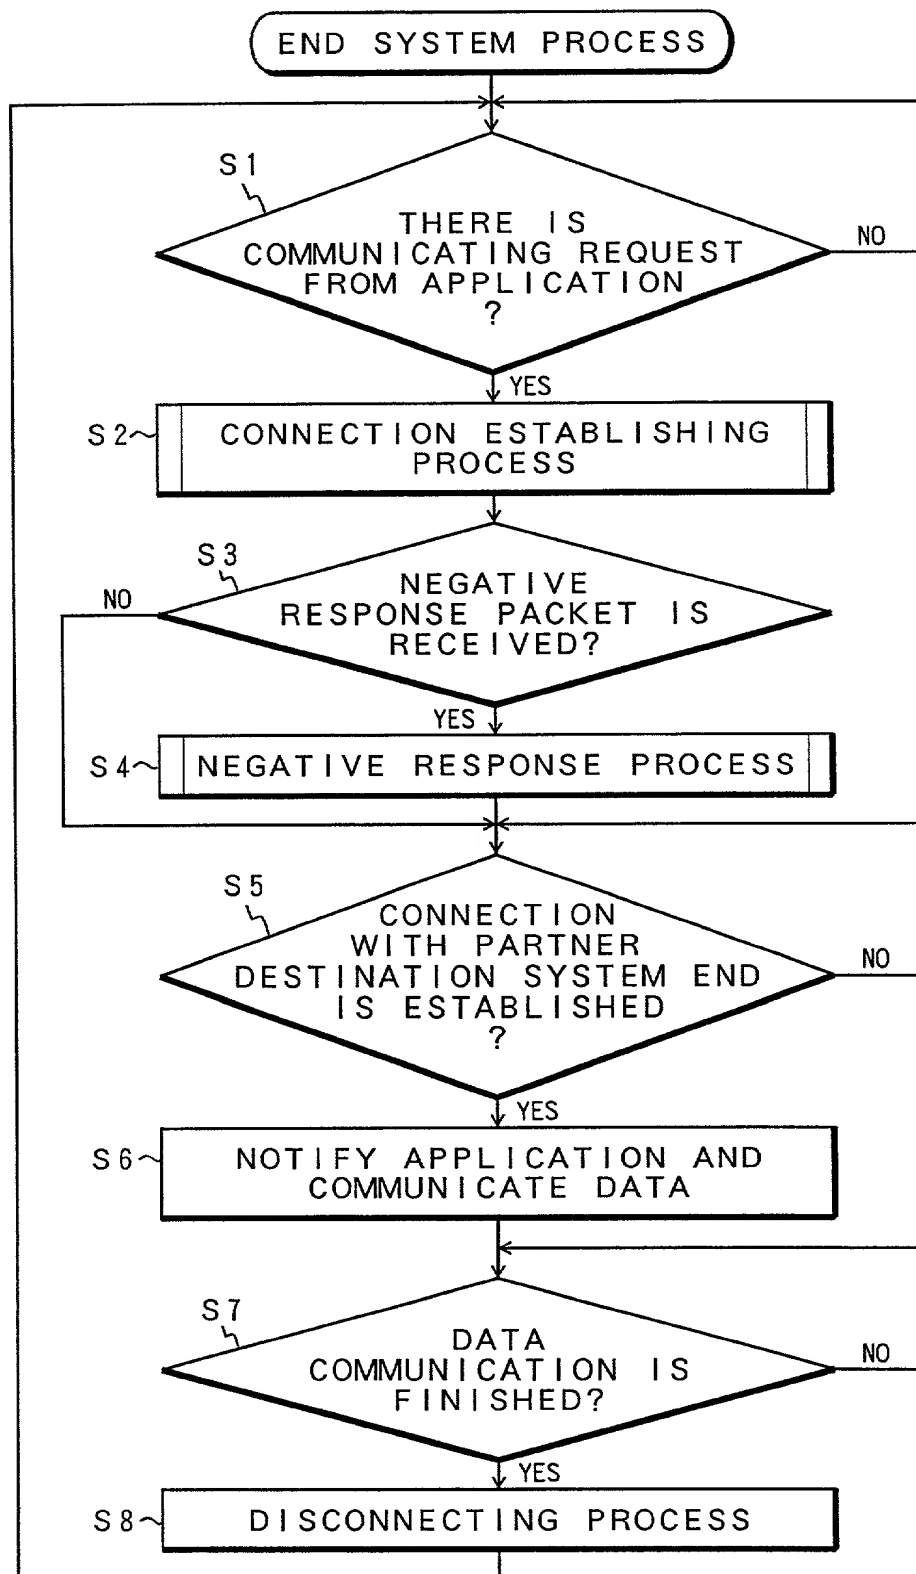 END SYSTEM PROCESS
S1
THERE IS
COMMUNICATING REQUEST
FROM APPLICATION
?
NO
YES
S2
CONNECTION ESTABLISHING
PROCESS
S3
NO
NEGATIVE
RESPONSE PACKET IS
RECEIVED?
YES
S4
NEGATIVE RESPONSE PROCESS
S5
CONNECTION
WITH PARTNER
DESTINATION SYSTEM END
IS ESTABLISHED
?
NO
YES
S6
NOTIFY APPLICATION AND
COMMUNICATE DATA
S7
DATA
COMMUNICATION IS
FINISHED?
NO
YES
S8
DISCONNECTING PROCESS